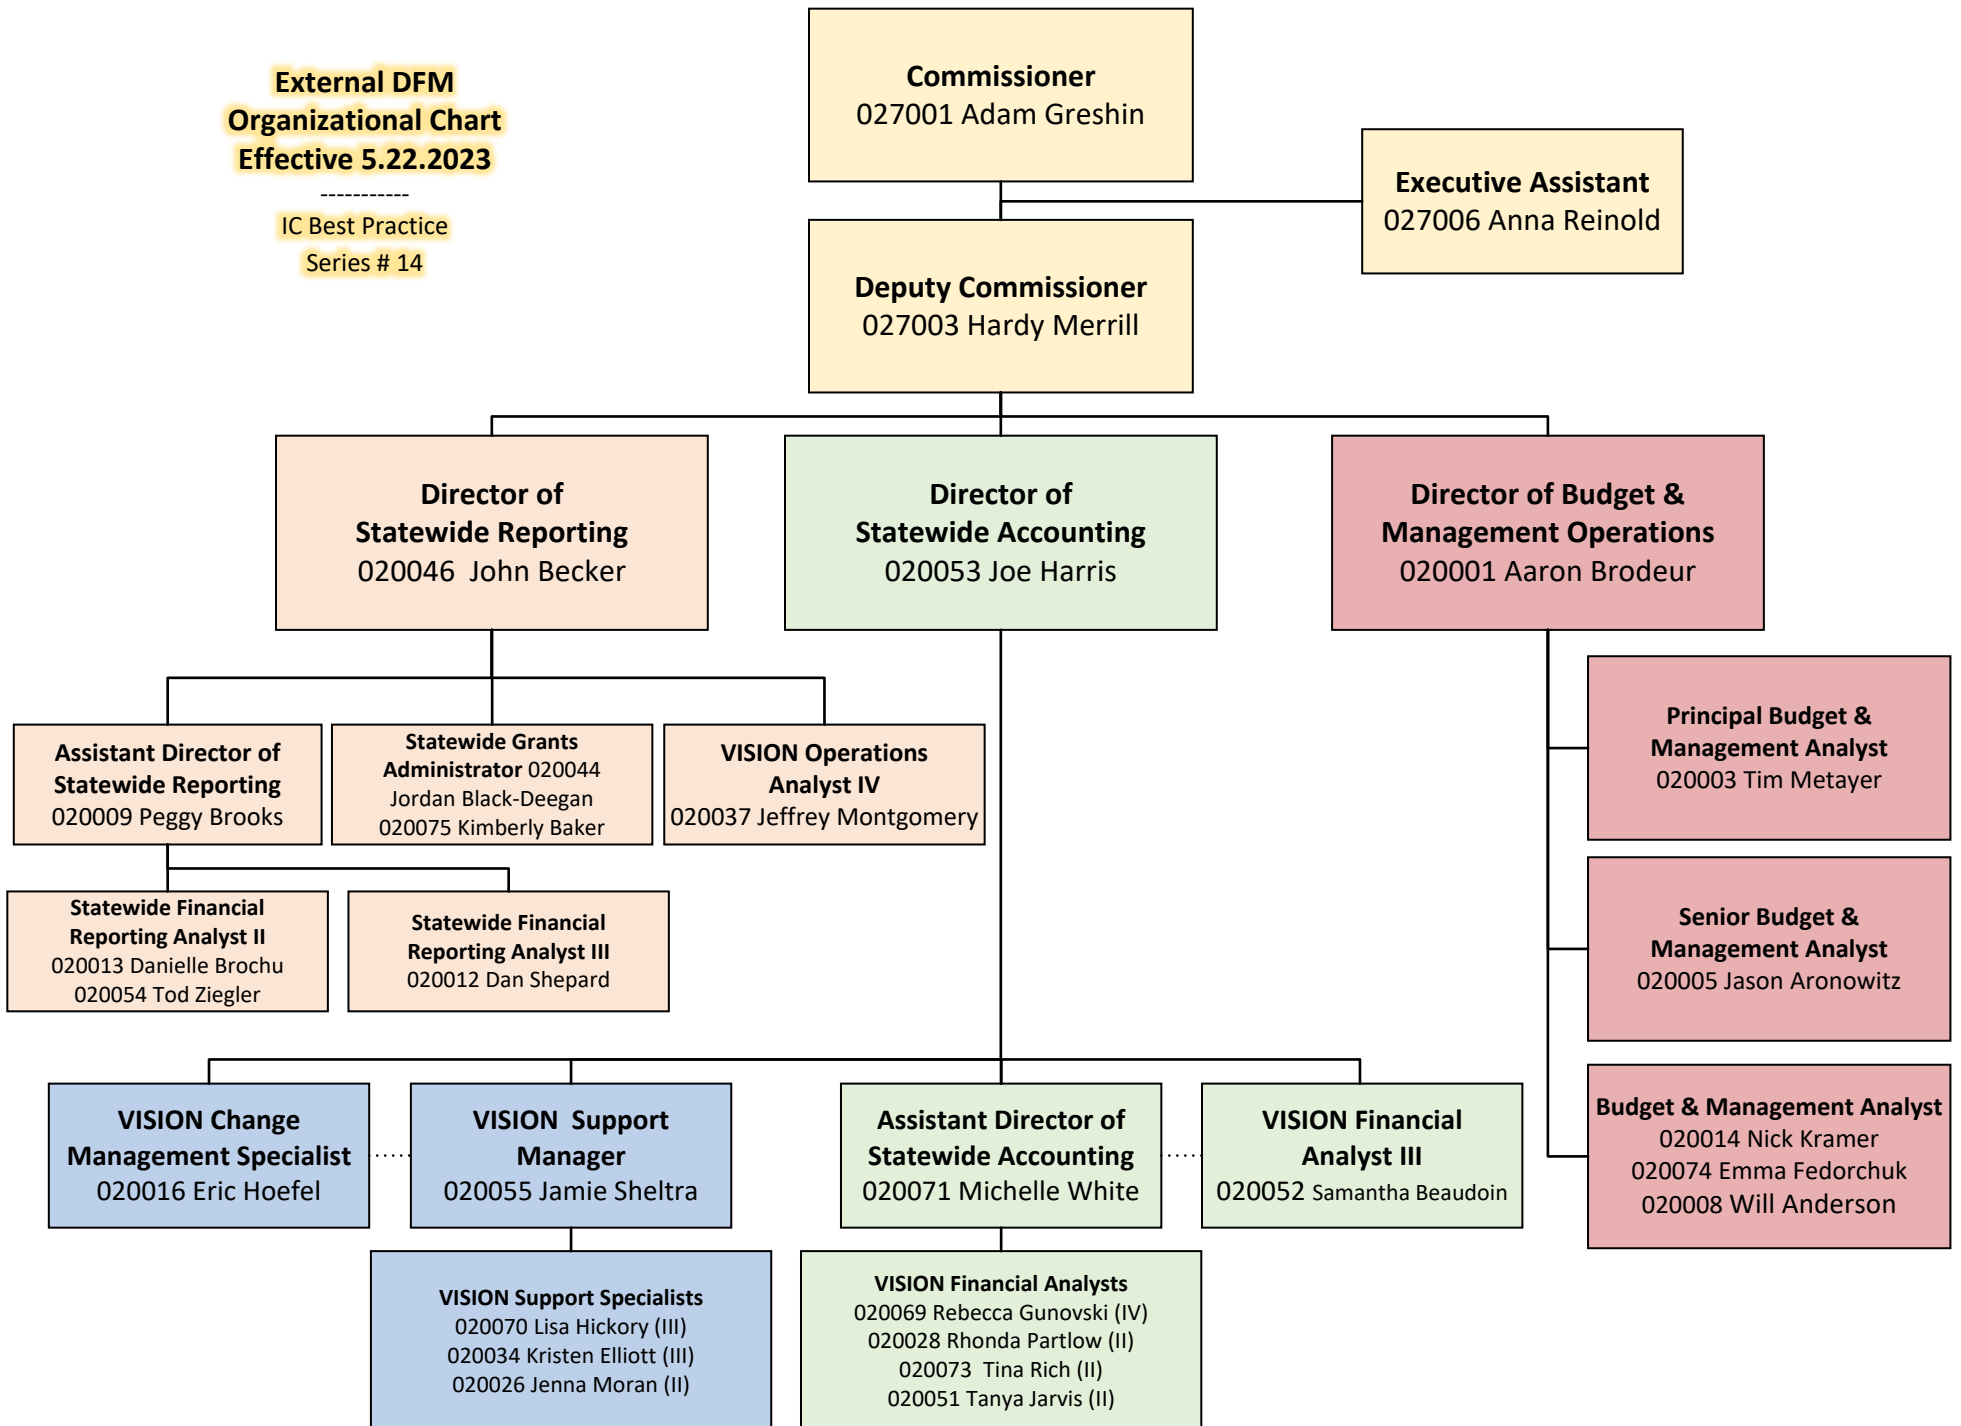 External DFM
Organizational Chart
Effective 5.22.2023
-----------
IC Best Practice
Series # 14
Commissioner
027001 Adam Greshin
Executive Assistant
027006 Anna Reinold
Deputy Commissioner
027003 Hardy Merrill
Director of
Statewide Reporting
020046  John Becker
Director of
Statewide Accounting
020053 Joe Harris
Director of Budget &
Management Operations
020001 Aaron Brodeur
Assistant Director of
Statewide Reporting
020009 Peggy Brooks
Statewide Grants
Administrator 020044
Jordan Black-Deegan
020075 Kimberly Baker
VISION Operations
Analyst IV
020037 Jeffrey Montgomery
Principal Budget &
Management Analyst
020003 Tim Metayer
Statewide Financial
Reporting Analyst II
020013 Danielle Brochu
020054 Tod Ziegler
Statewide Financial
Reporting Analyst III
020012 Dan Shepard
Senior Budget &
Management Analyst
020005 Jason Aronowitz
VISION Change
Management Specialist
020016 Eric Hoefel
VISION  Support
Manager
020055 Jamie Sheltra
Assistant Director of
Statewide Accounting
020071 Michelle White
VISION Financial
Analyst III
020052 Samantha Beaudoin
Budget & Management Analyst
020014 Nick Kramer
020074 Emma Fedorchuk
020008 Will Anderson
VISION Support Specialists
020070 Lisa Hickory (III)
020034 Kristen Elliott (III)
020026 Jenna Moran (II)
VISION Financial Analysts
020069 Rebecca Gunovski (IV)
020028 Rhonda Partlow (II)
020073  Tina Rich (II)
020051 Tanya Jarvis (II)